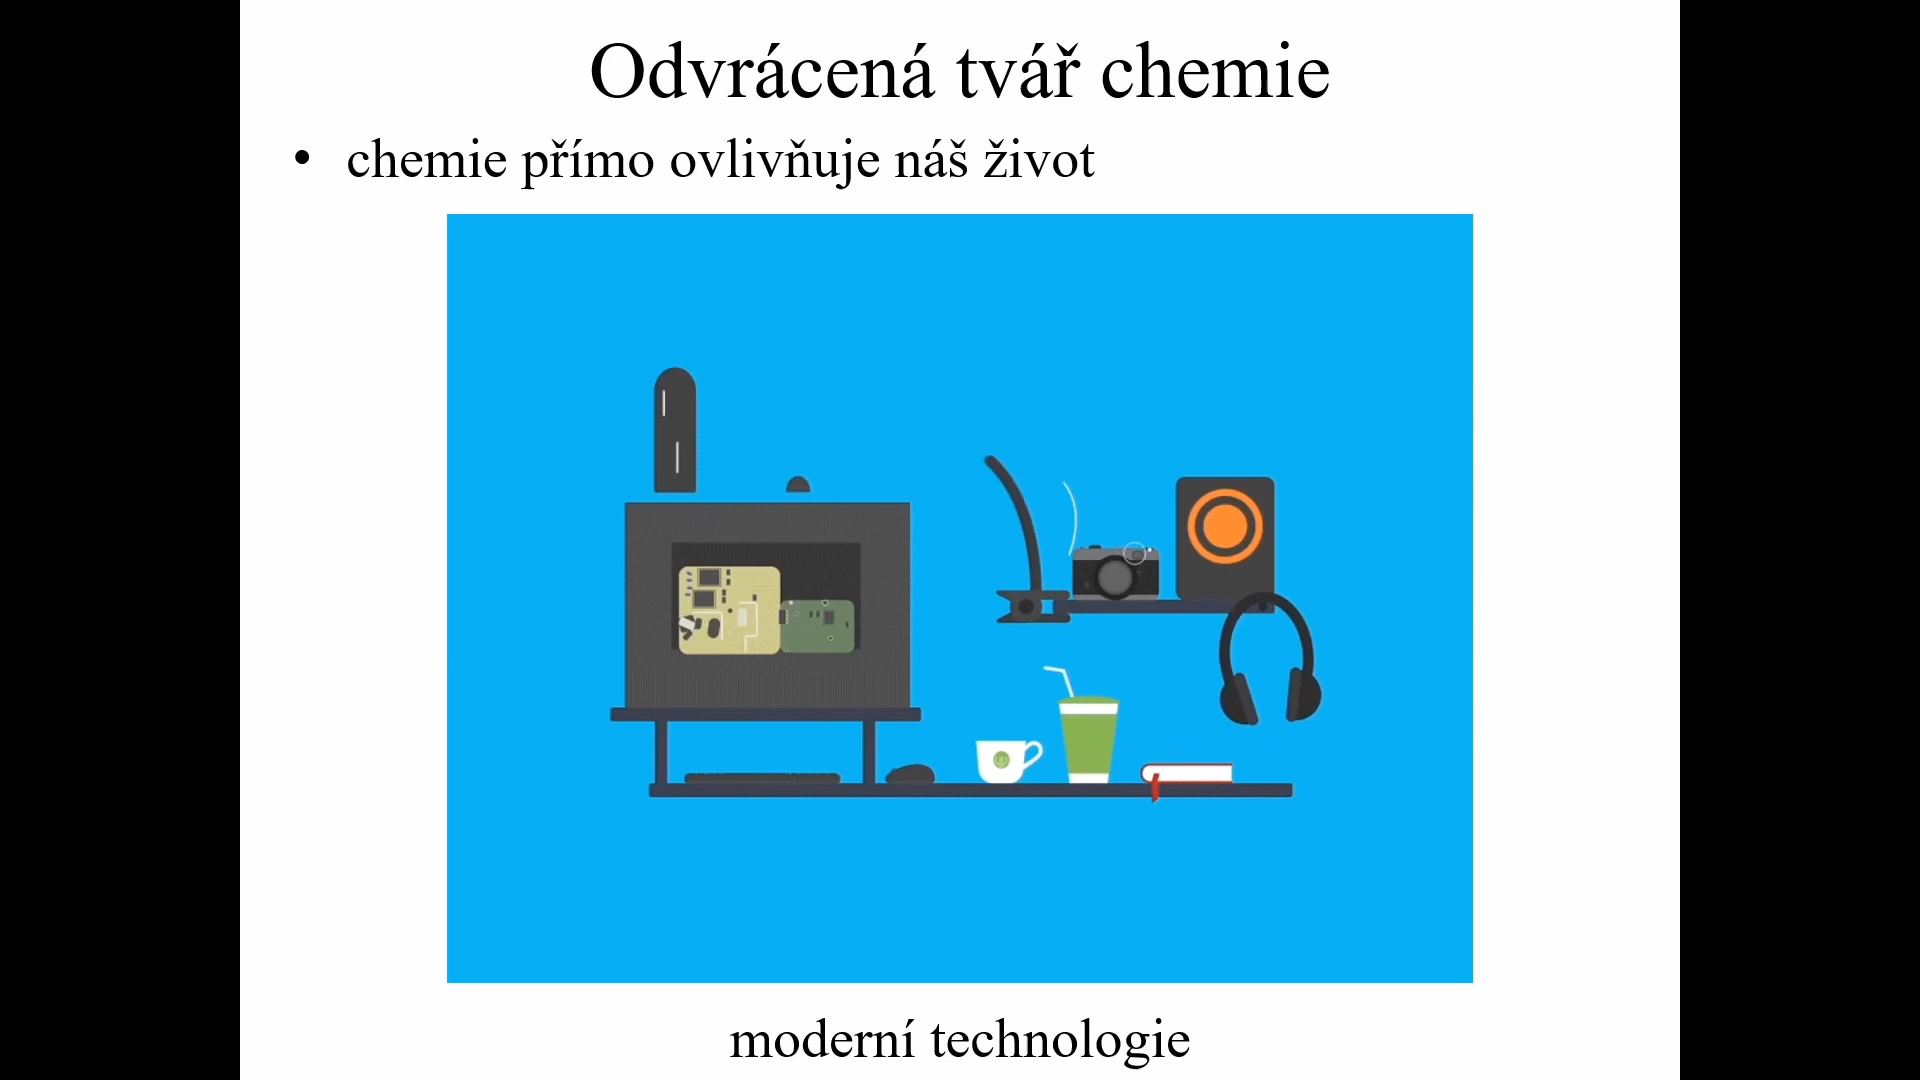 Odvrácená tvář chemie
• chemie přímo ovlivňuje náš život
moderní technologie